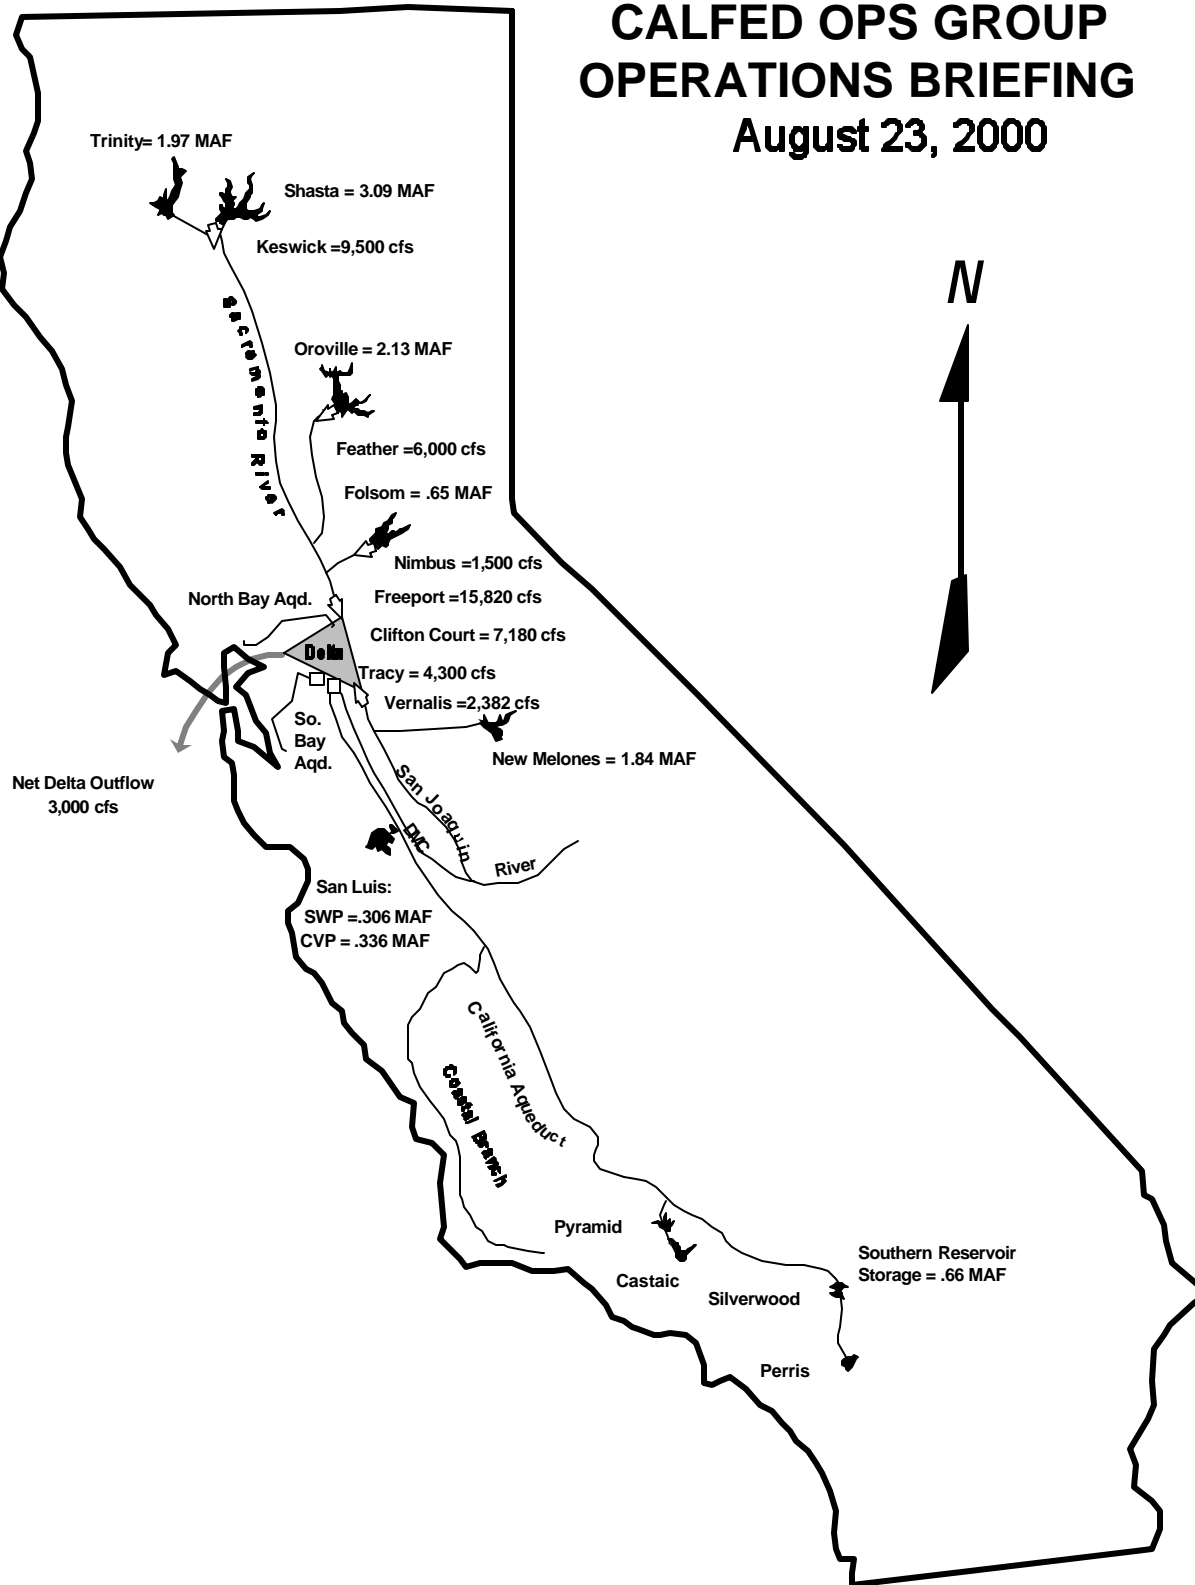 CALFED OPS GROUP
OPERATIONS BRIEFING
August 23, 2000
Trinity= 1.97 MAF
Shasta = 3.09 MAF
Keswick =9,500 cfs
N
Sacramento River
Oroville = 2.13 MAF
Feather =6,000 cfs
Folsom = .65 MAF
Nimbus =1,500 cfs
North Bay Aqd.
Freeport =15,820 cfs
Clifton Court = 7,180 cfs
Delta
Tracy = 4,300 cfs
Vernalis =2,382 cfs
So.
Bay
Aqd.
New Melones = 1.84 MAF
Net Delta Outflow
3,000 cfs
San Joaquin
River
DMC
San Luis:
SWP =.306 MAF
CVP = .336 MAF
California Aqueduct
Coastal Branch
Pyramid
Castaic
Silverwood
Southern Reservoir
Storage = .66 MAF
Perris